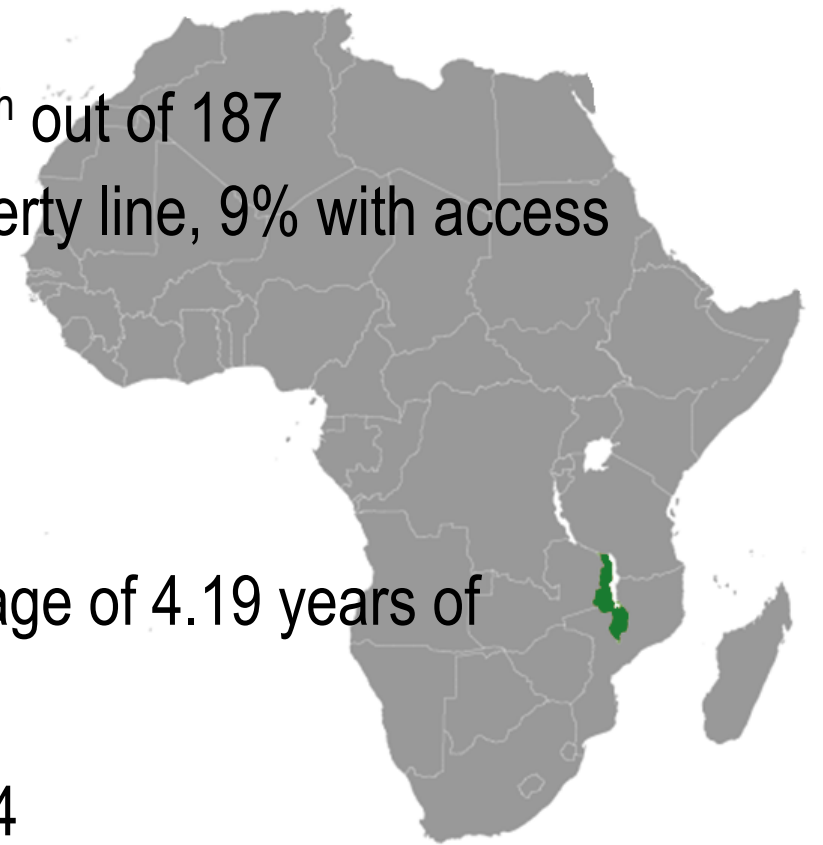 out of 187
erty line, 9% with access
age of 4.19 years of
4